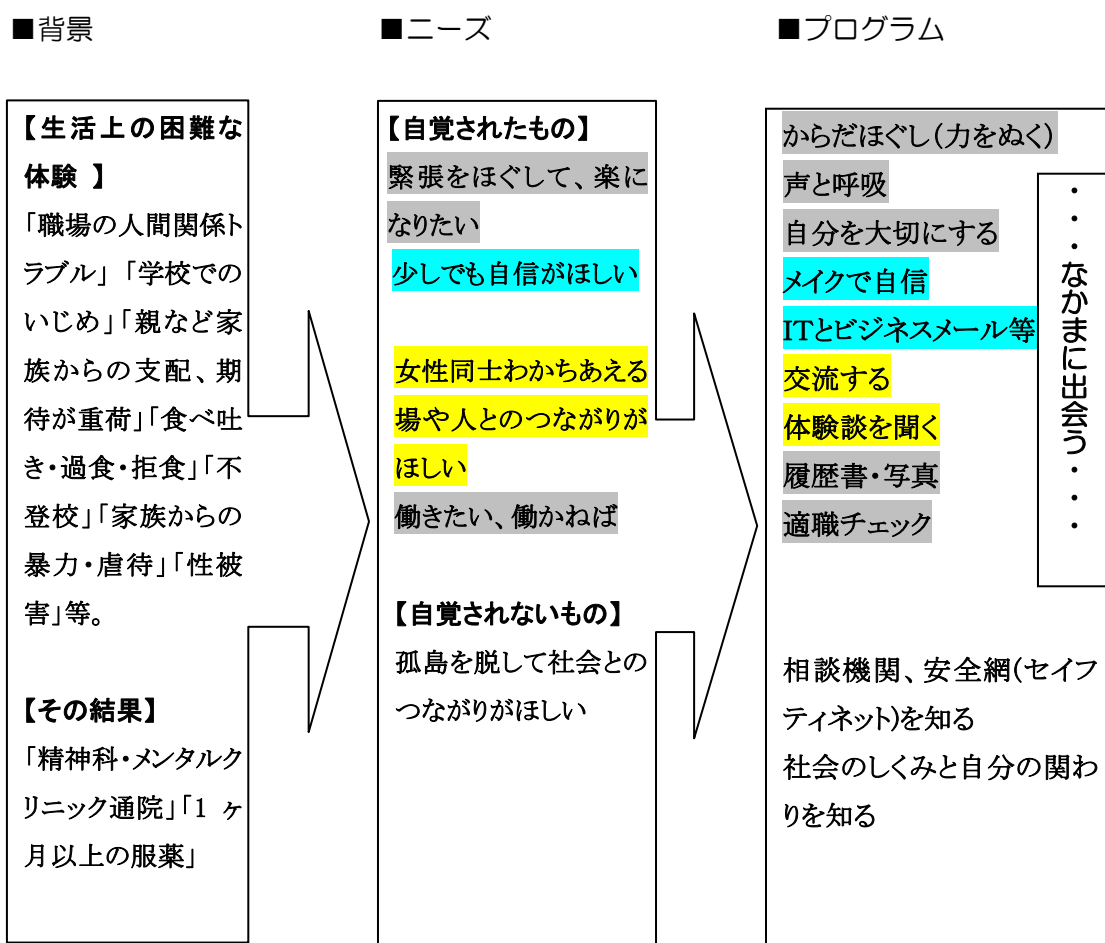 ■背景
■ニーズ
■プログラム
【生活上の困難な
体験 】
「職場の人間関係ト
ラブル」「学校での
いじめ」「親など家
族からの支配、期
待が重荷」「食べ吐
き・過食・拒食」「不
登校」「家族からの
暴力・虐待」「性被
害」等。
【その結果】
「精神科・メンタルク
リニック通院」「1 ヶ
月以上の服薬」
【自覚されたもの】
緊張をほぐして、楽に
なりたい
少しでも自信がほしい
女性同士わかちあえる
場や人とのつながりが
ほしい
働きたい、働かねば
【自覚されないもの】
孤島を脱して社会との
つながりがほしい
からだほぐし(力をぬく)
声と呼吸
自分を大切にする
メイクで自信
ITとビジネスメール等
交流する
体験談を聞く
履歴書・写真
適職チェック
・・・なかまに出会う・・・
相談機関、安全網(セイフ
ティネット)を知る
社会のしくみと自分の関わ
りを知る